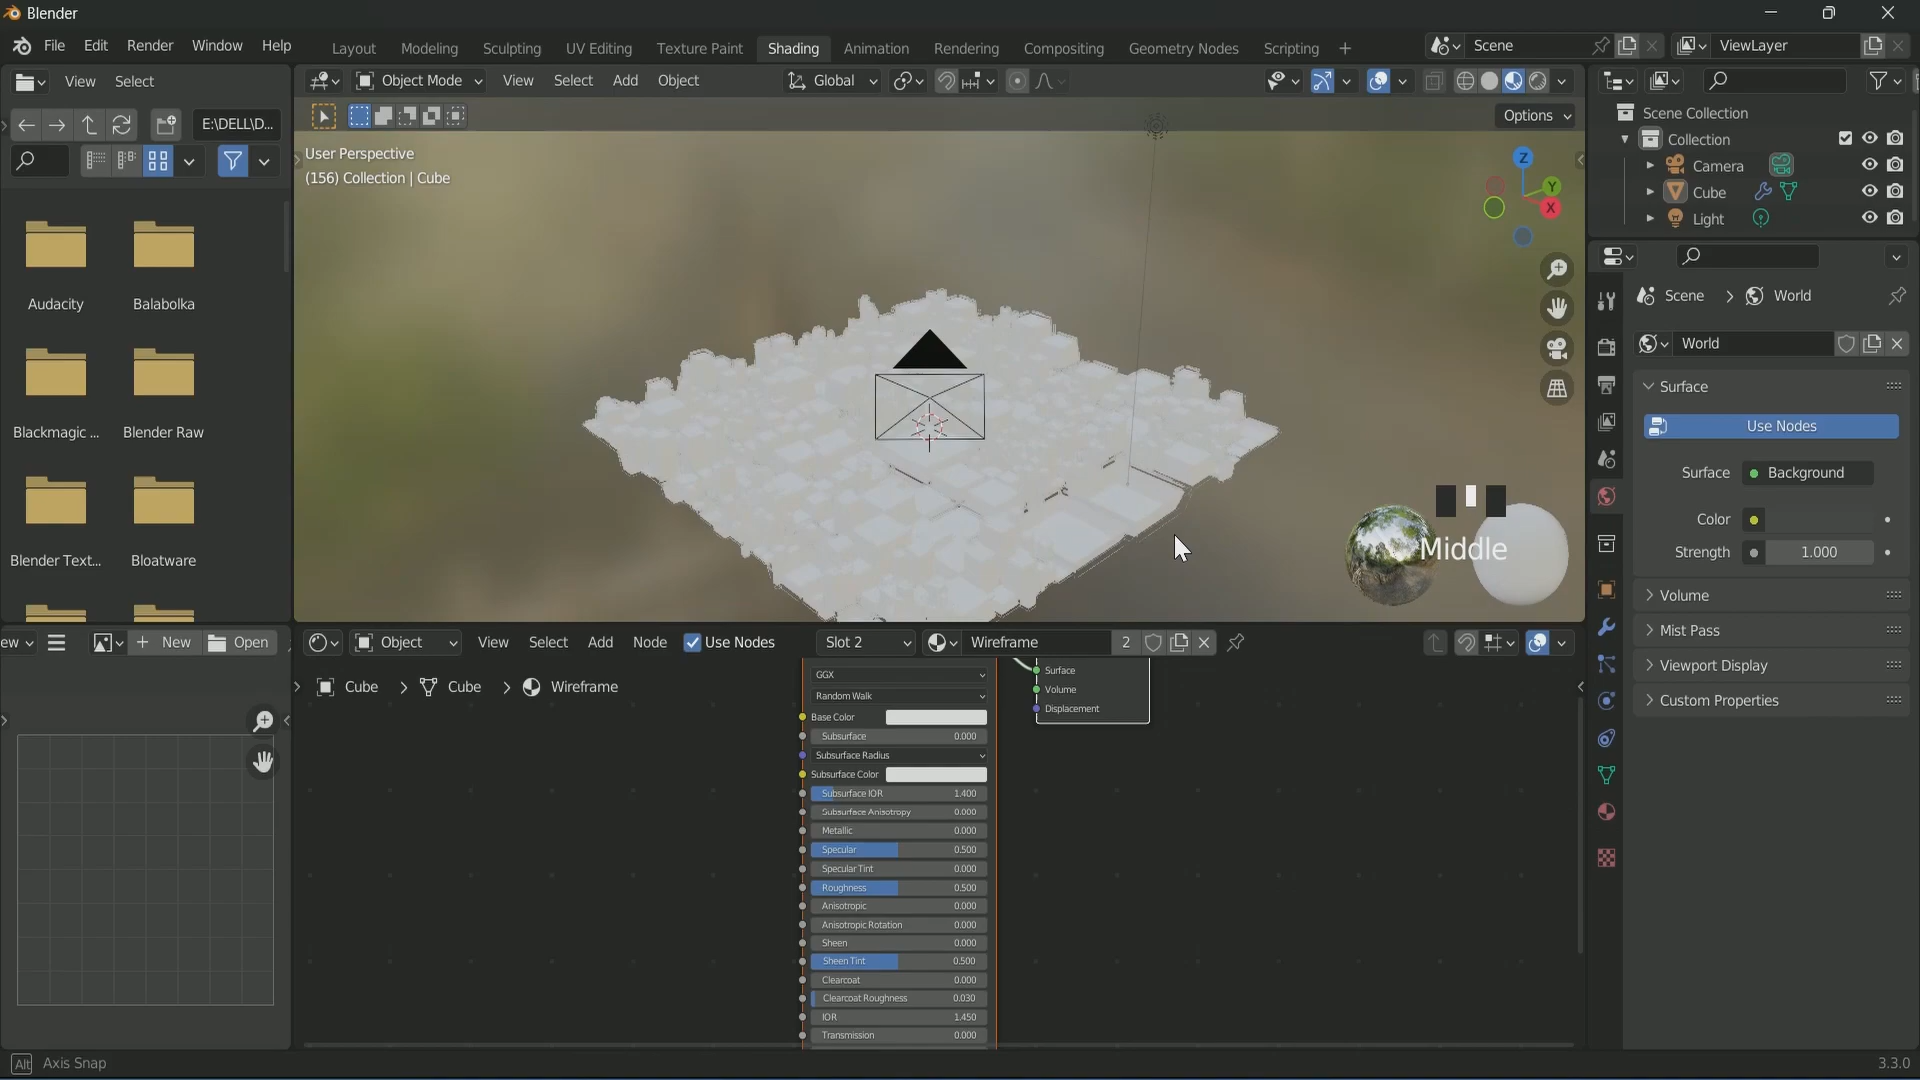 Blender
File Edit Render Window Help
Layout Modeling Sculpting UV Editing Texture Paint Shading Animation Rendering Compositing Geometry Nodes Scripting +
Scene
ViewLayer
View Select
Object Mode View Select Add Object
Global
E:\DELL\D...
Options
User Perspective
(156) Collection | Cube
Z
Y
X
Scene Collection
Collection
Camera
Cube
Light
Scene > World
World
Surface
Use Nodes
Surface Background
Color
Strength 1.000
Volume
Mist Pass
Viewport Display
Custom Properties
Audacity
Balabolka
Blackmagic ...
Blender Raw
Blender Text...
Bloatware
Middle
ew
+ New
Open
Object View Select Add Node Use Nodes
Slot 2
Wireframe
2
Cube > Cube > Wireframe
GGX
Random Walk
Base Color
Subsurface 0.000
Subsurface Radius
Subsurface Color
Subsurface IOR 1.400
Subsurface Anisotropy 0.000
Metallic 0.000
Specular 0.500
Specular Tint 0.000
Roughness 0.500
Anisotropic 0.000
Anisotropic Rotation 0.000
Sheen 0.000
Sheen Tint 0.500
Clearcoat 0.000
Clearcoat Roughness 0.030
IOR 1.450
Transmission 0.000
Surface
Volume
Displacement
Alt Axis Snap
3.3.0